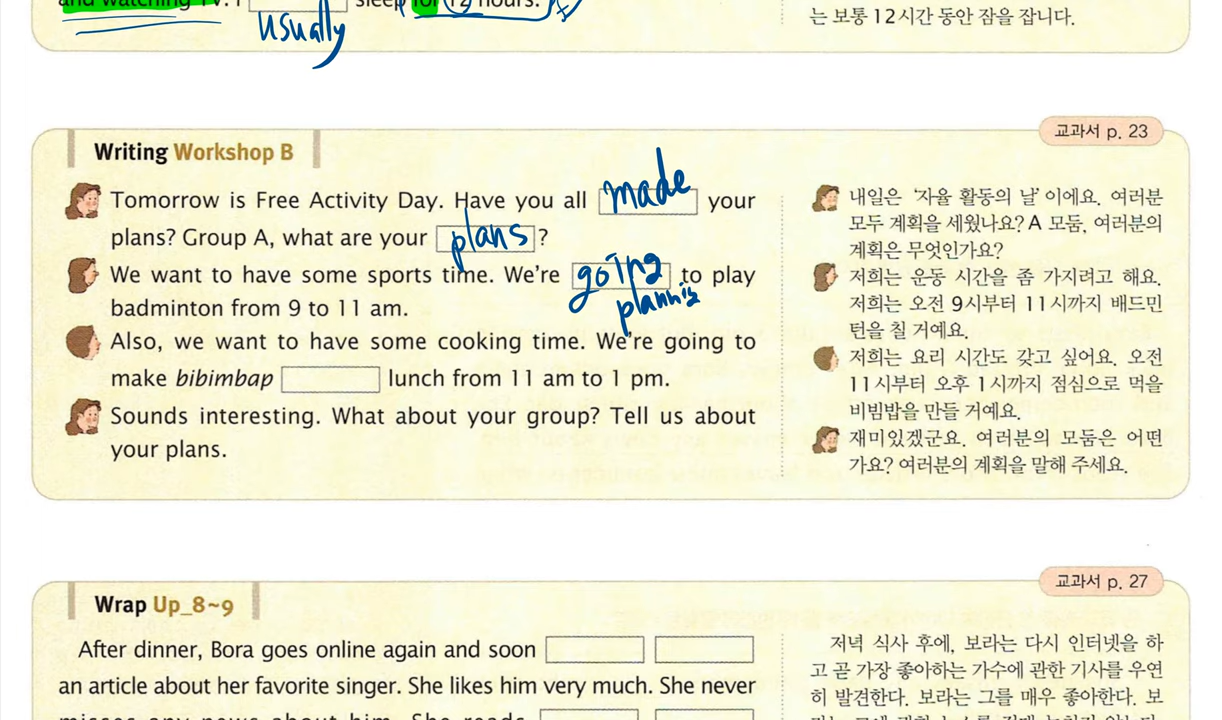 and watching TV. I sleep for 12 hours.
usually
는 보통 12시간 동안 잠을 잡니다.
교과서 p. 23
Writing Workshop B
Tomorrow is Free Activity Day. Have you all made your
plans? Group A, what are your plans ?
We want to have some sports time. We're going to play
plannig
badminton from 9 to 11 am.
Also, we want to have some cooking time. We're going to
make bibimbap lunch from 11 am to 1 pm.
Sounds interesting. What about your group? Tell us about
your plans.
내일은 '자율 활동의 날'이에요. 여러분
모두 계획을 세웠나요? A 모둠, 여러분의
계획은 무엇인가요?
저희는 운동 시간을 좀 가지려고 해요.
저희는 오전 9시부터 11시까지 배드민
턴을 칠 거예요.
저희는 요리 시간도 갖고 싶어요. 오전
11시부터 오후 1시까지 점심으로 먹을
비빔밥을 만들 거예요.
재미있겠군요. 여러분의 모둠은 어떤
가요? 여러분의 계획을 말해 주세요.
교과서 p. 27
Wrap Up_8~9
After dinner, Bora goes online again and soon
an article about her favorite singer. She likes him very much. She never
misses any news about him. She reads
저녁 식사 후에, 보라는 다시 인터넷을 하
고 곧 가장 좋아하는 가수에 관한 기사를 우연
히 발견한다. 보라는 그를 매우 좋아한다. 보